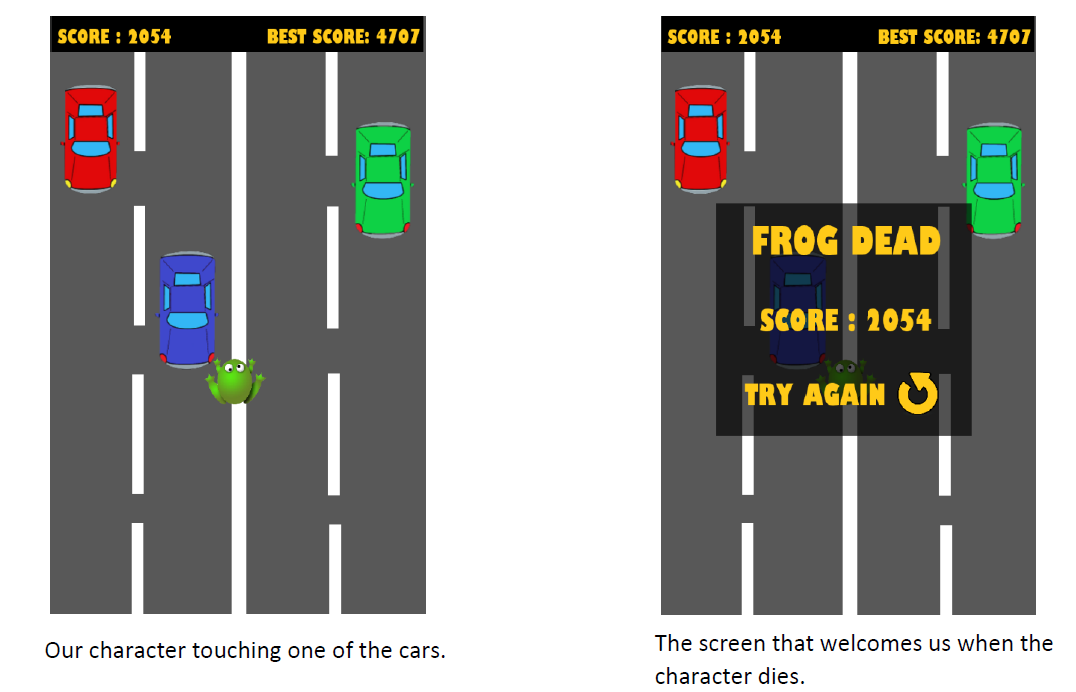 SCORE : 2054 BEST SCORE: 4707
Our character touching one of the cars.
SCORE : 2054 BEST SCORE: 4707
FROG DEAD
SCORE : 2054
TRY AGAIN
The screen that welcomes us when the
character dies.